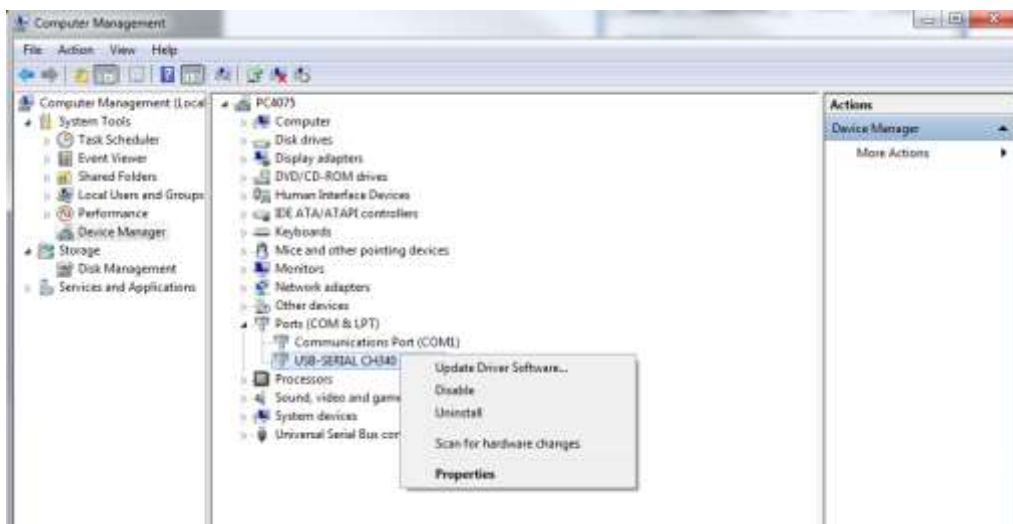 Computer Management
File Action View Help
Computer Management (Local
System Tools
Task Scheduler
Event Viewer
Shared Folders
Local Users and Groups
Performance
Device Manager
Storage
Disk Management
Services and Applications
PC4075
Computer
Disk drives
Display adapters
DVD/CD-ROM drives
Human Interface Devices
IDE ATA/ATAPI controllers
Keyboards
Mice and other pointing devices
Monitors
Network adapters
Other devices
Ports (COM & LPT)
Communications Port (COM1)
USB-SERIAL CH340
Processors
Sound, video and game
System devices
Universal Serial Bus con
Update Driver Software...
Disable
Uninstall
Scan for hardware changes
Properties
Actions
Device Manager
More Actions